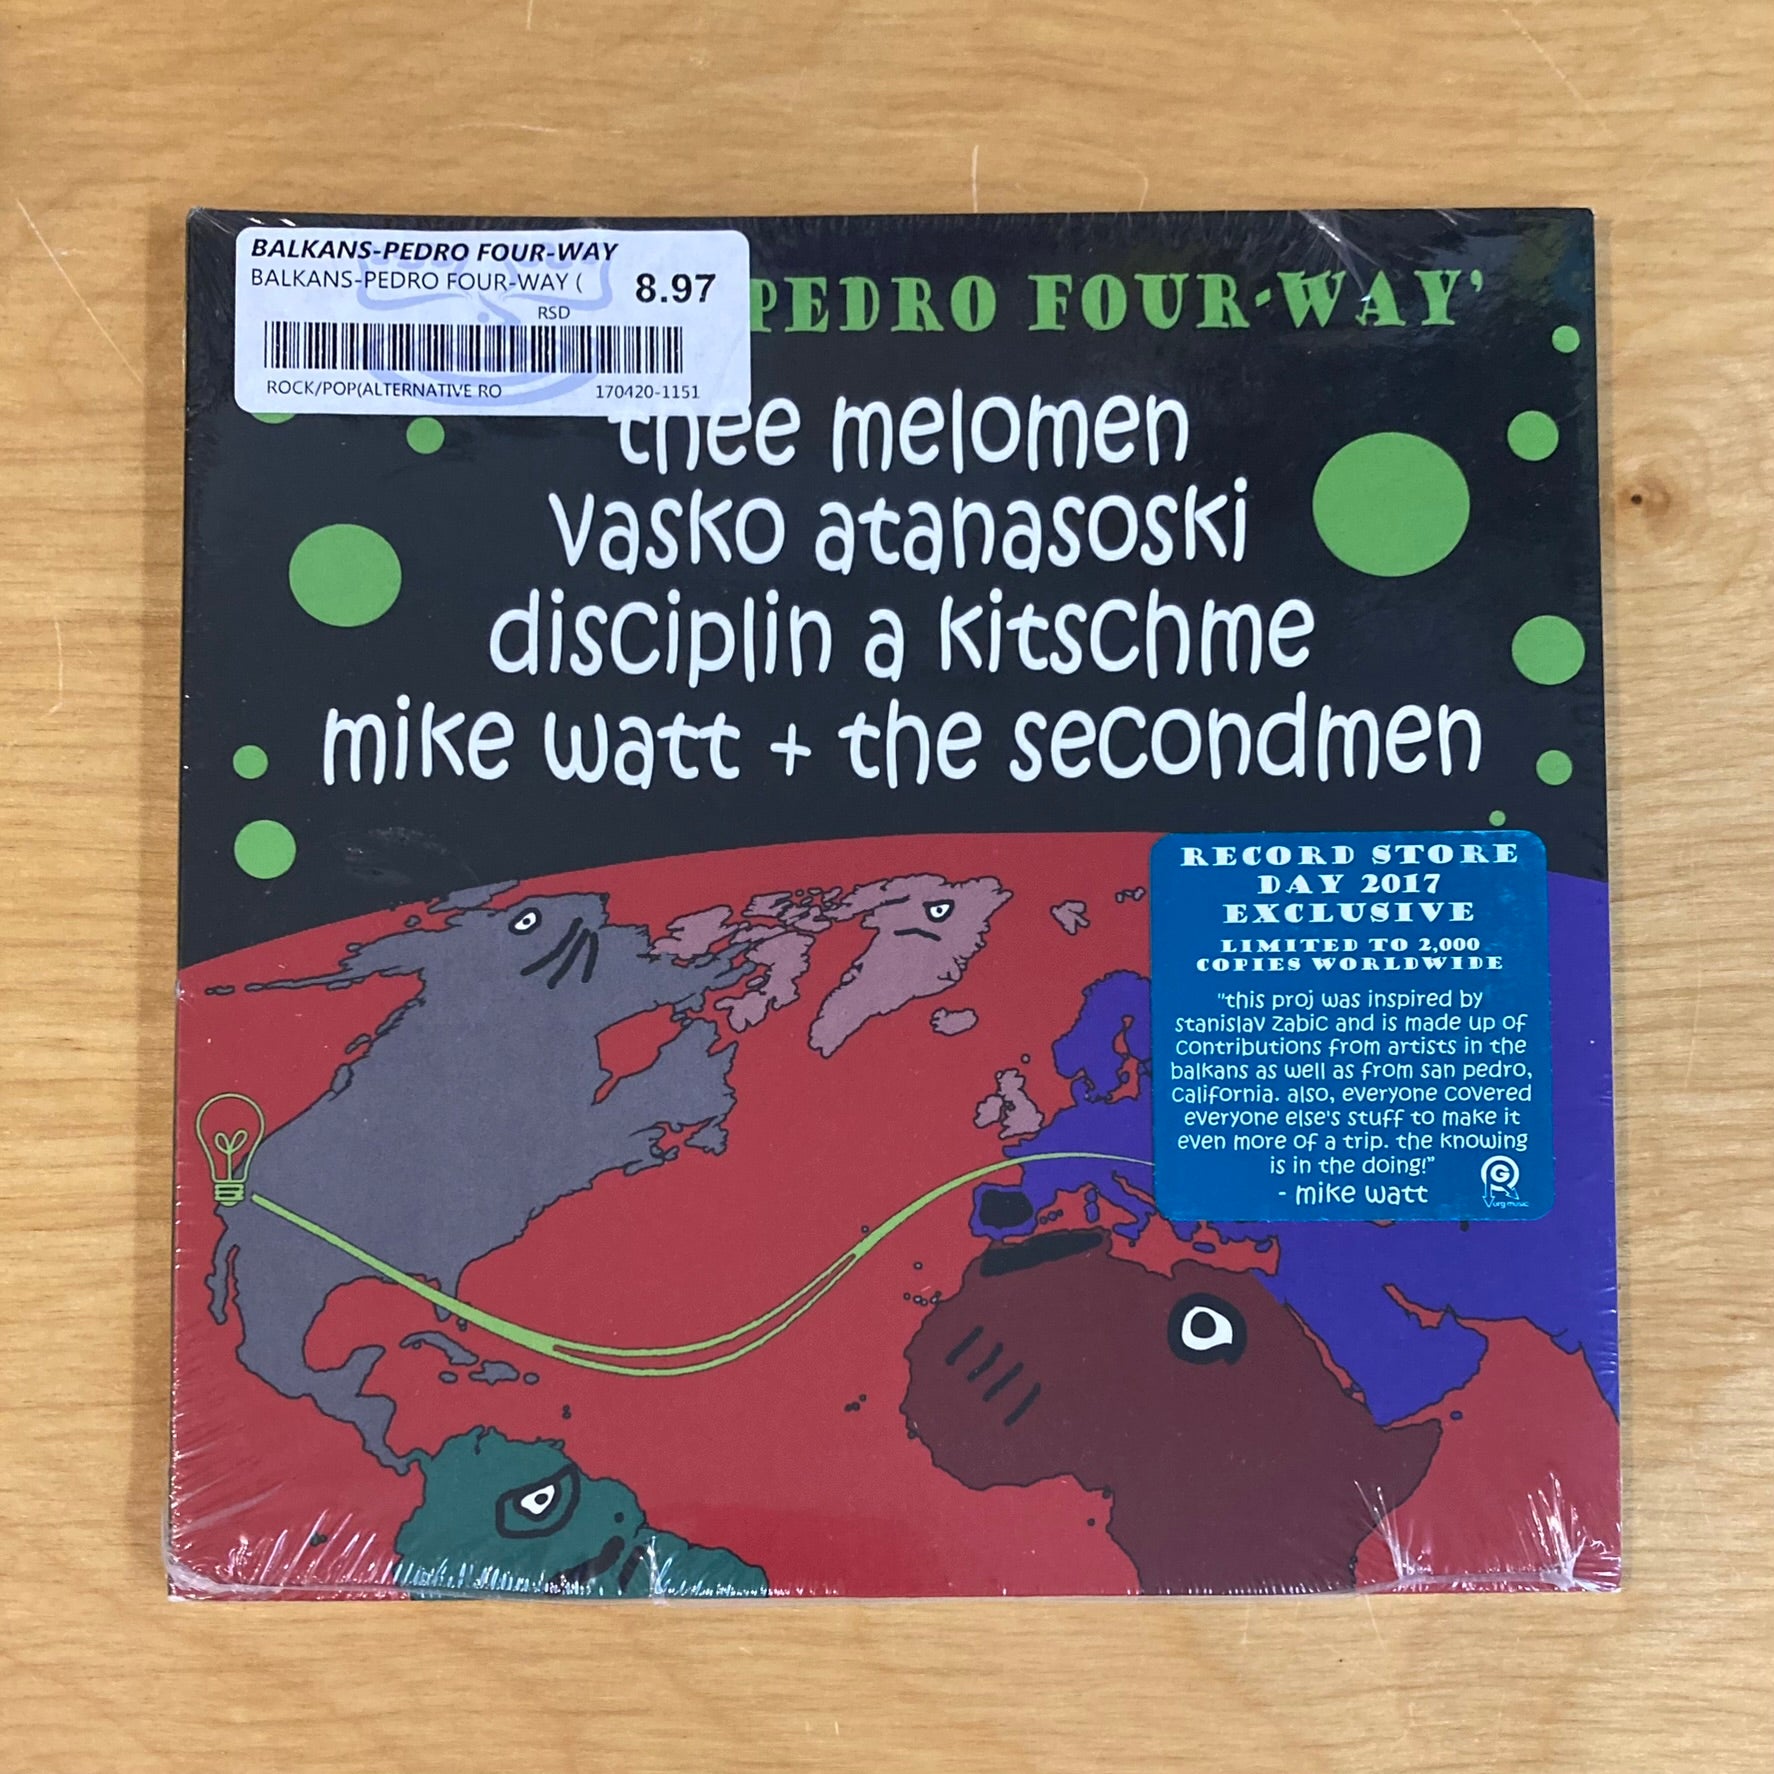 BALKANS-PEDRO FOUR-WAY
BALKANS-PEDRO FOUR-WAY (
8.97
RSD
ROCK/POP(ALTERNATIVE RO
170420-1151
PEDRO FOUR-WAY'
thee melomen
vasko atanasoski
disciplin a kitschme
mike watt + the secondmen
RECORD STORE
DAY 2017
EXCLUSIVE
LIMITED TO 2,000
COPIES WORLDWIDE
"this proj was inspired by
stanislav zabic and is made up of
contributions from artists in the
balkans as well as from san pedro,
california. also, everyone covered
everyone else's stuff to make it
even more of a trip. the knowing
is in the doing!"
- mike watt